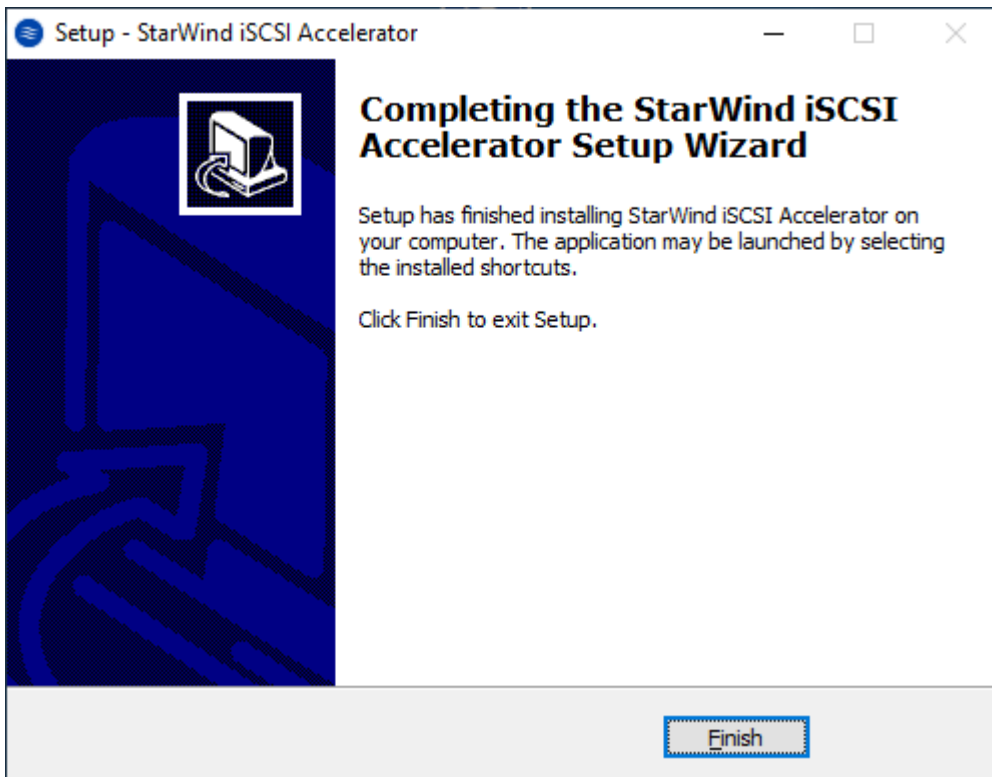 Setup - StarWind iSCSI Accelerator
Completing the StarWind iSCSI
Accelerator Setup Wizard
Setup has finished installing StarWind iSCSI Accelerator on
your computer. The application may be launched by selecting
the installed shortcuts.
Click Finish to exit Setup.
Finish